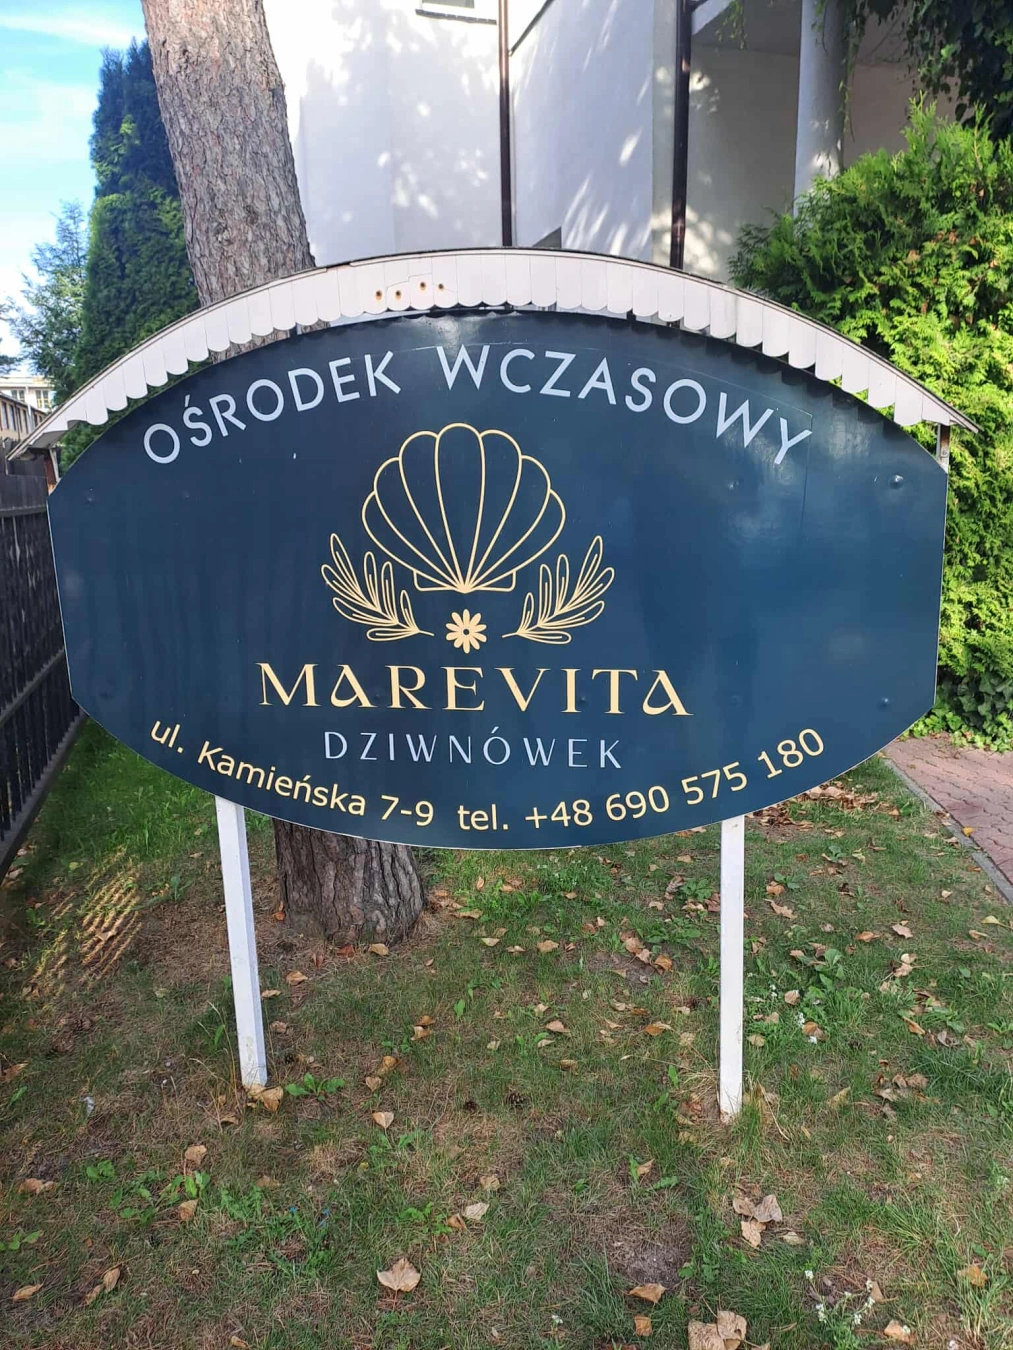 OŚRODEK WCZASOWY
MAREVITA
DZIWNÓWEK
ul. Kamieńska 7-9 tel. +48 690 575 180